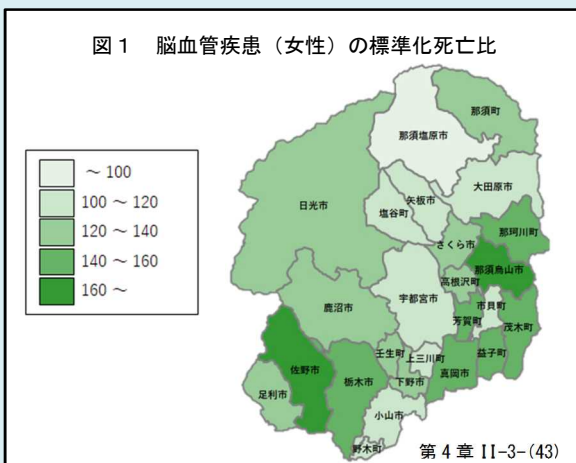 図1 脳血管疾患(女性)の標準化死亡比
~100
100~120
120~140
140~160
160~
那須町
那須塩原市
大田原市
矢板市
日光市
塩谷町
那珂川町
さくら市
那須烏山市
高根沢町
宇都宮市
市貝町
鹿沼市
芳賀町
茂木町
壬生町
上三川町
益子町
佐野市
栃木市
真岡市
下野市
足利市
小山市
野木町
第4章 II-3-(43)